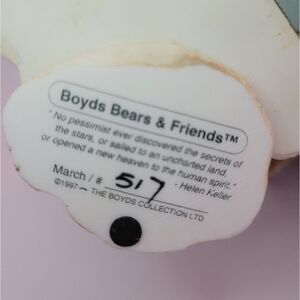 Boyds Bears & Friends™
"No pessimist ever discovered the secrets of
the stars, or sailed to an uncharted land,
or opened a new heaven to the human spirit."
- Helen Keller
March / # 517
©1997 - THE BOYDS COLLECTION LTD